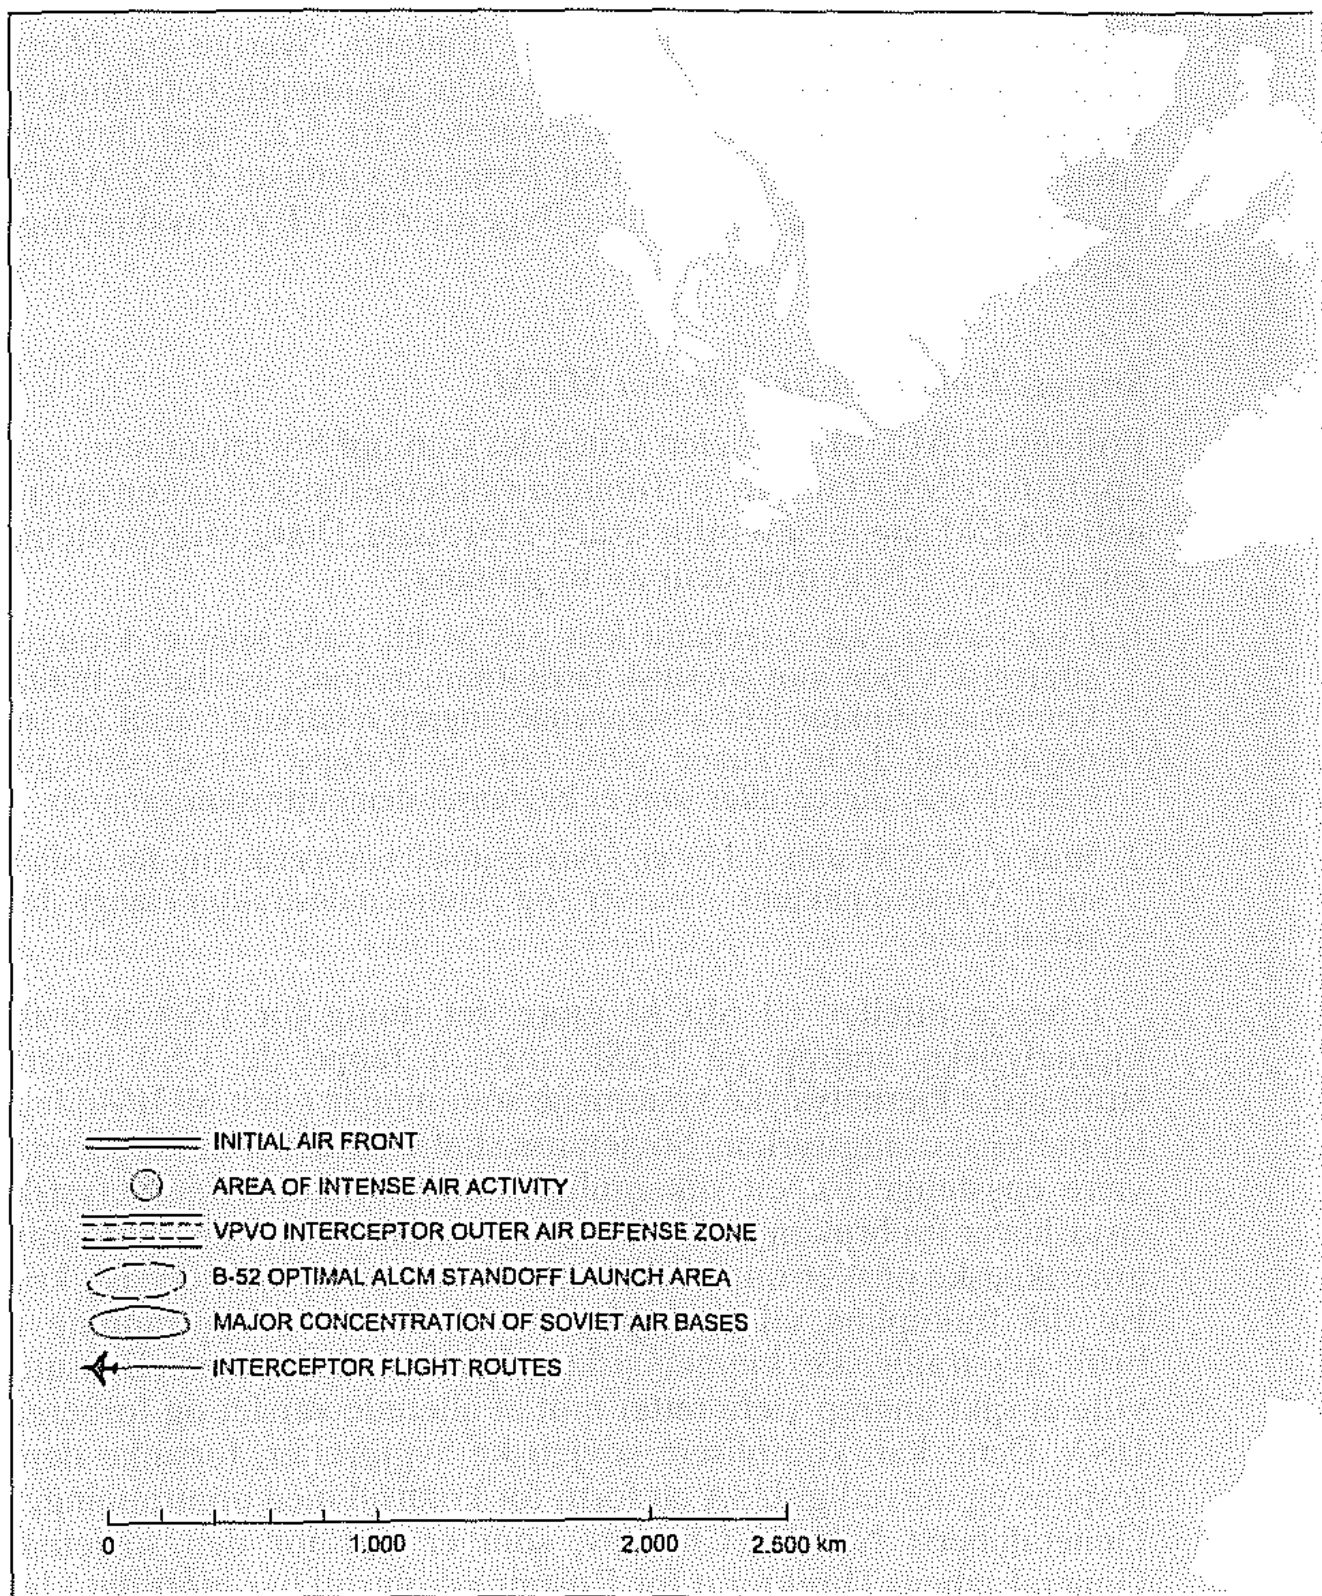 INITIAL AIR FRONT
AREA OF INTENSE AIR ACTIVITY
VPVO INTERCEPTOR OUTER AIR DEFENSE ZONE
B-52 OPTIMAL ALCM STANDOFF LAUNCH AREA
MAJOR CONCENTRATION OF SOVIET AIR BASES
INTERCEPTOR FLIGHT ROUTES
0 1.000 2.000 2.500 km